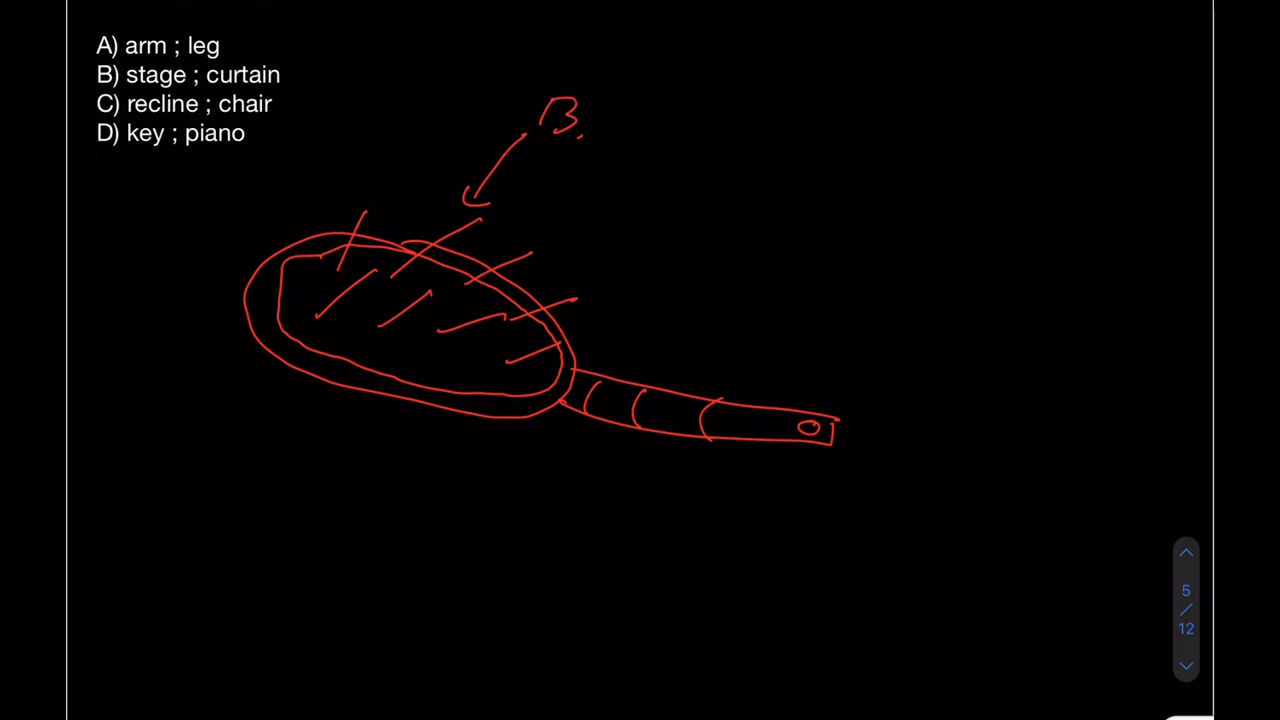 A) arm ; leg
B) stage ; curtain
C) recline ; chair
D) key ; piano
B.
5
/
12